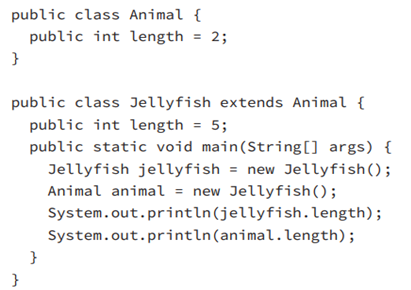 public class Animal {
  public int length = 2;
}

public class Jellyfish extends Animal {
  public int length = 5;
  public static void main(String[] args) {
    Jellyfish jellyfish = new Jellyfish();
    Animal animal = new Jellyfish();
    System.out.println(jellyfish.length);
    System.out.println(animal.length);
  }
}